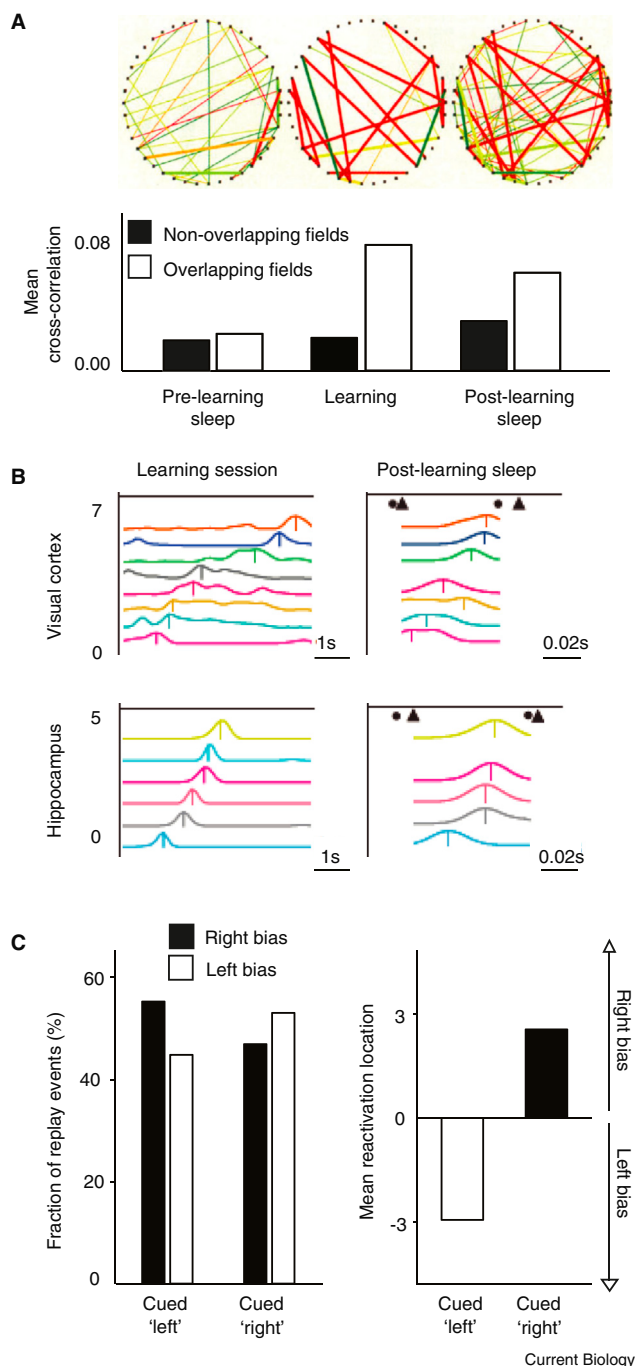 A
Mean
cross-correlation
0.08
0.00
Non-overlapping fields
Overlapping fields
Pre-learning
sleep
Learning
Post-learning
sleep
B
Learning session
Post-learning sleep
Visual cortex
7
0
1s
0.02s
Hippocampus
5
0
1s
0.02s
C
Right bias
Left bias
Fraction of replay events (%)
60
40
20
0
Cued
'left'
Cued
'right'
Mean reactivation location
3
0
-3
Right bias
Left bias
Cued
'left'
Cued
'right'
Current Biology